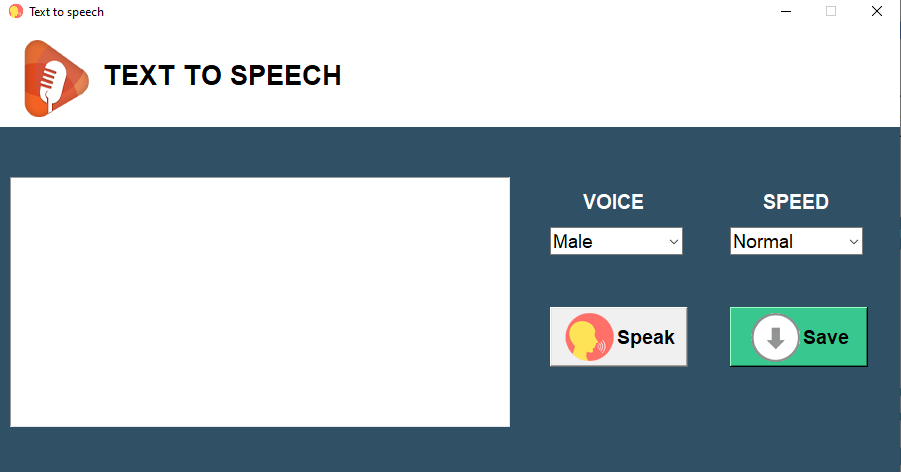 Text to speech
TEXT TO SPEECH
VOICE
SPEED
Male
Normal
Speak
Save